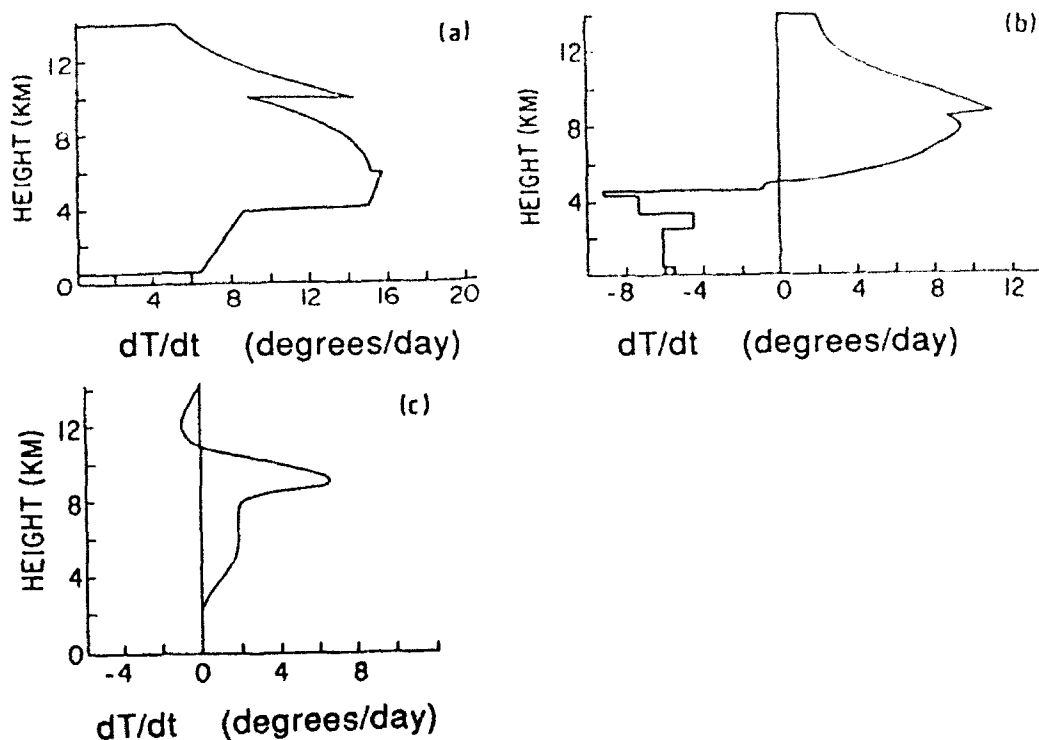 (a)
HEIGHT (KM)
12
8
4
0
4 8 12 16 20
dT/dt (degrees/day)
(b)
HEIGHT (KM)
12
8
4
0
-8 -4 0 4 8 12
dT/dt (degrees/day)
(c)
HEIGHT (KM)
12
8
4
0
-4 0 4 8
dT/dt (degrees/day)